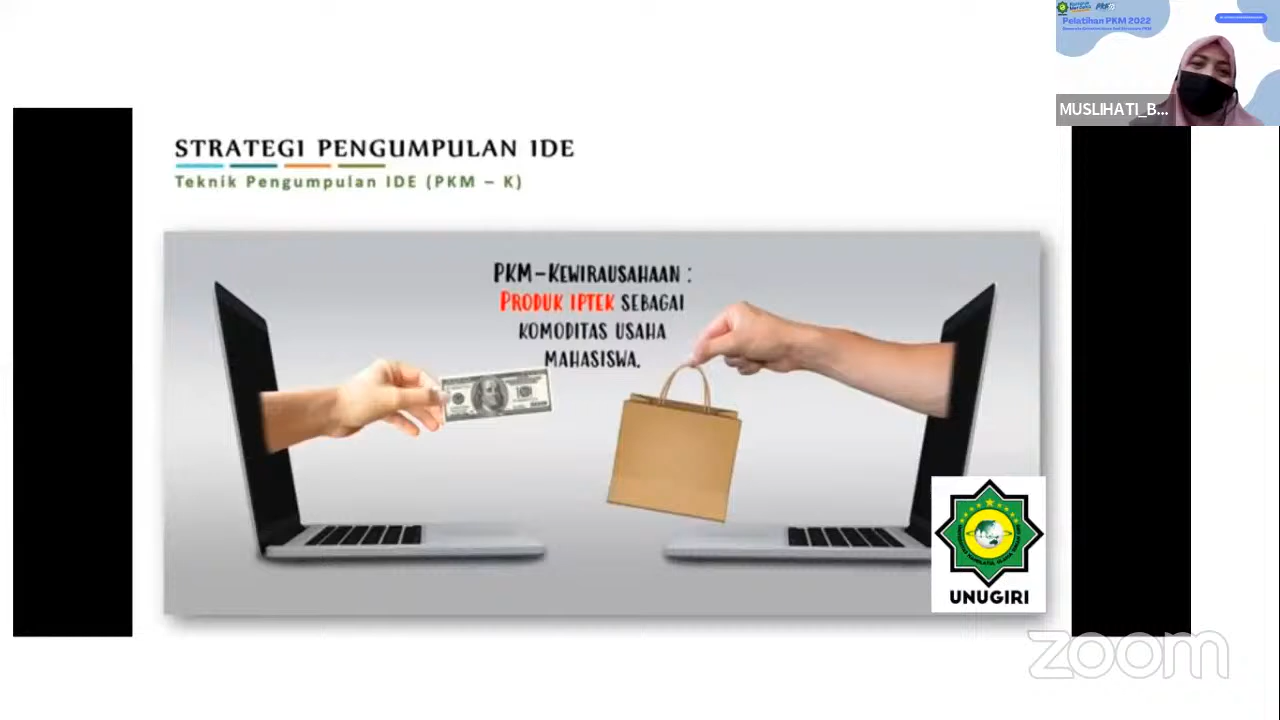 Pelatihan PKM 2022
MUSLIHATI_B...
STRATEGI PENGUMPULAN IDE
Teknik Pengumpulan IDE (PKM – K)
PKM-KEWIRAUSAHAAN :
PRODUK IPTEK SEBAGAI
KOMODITAS USAHA
MAHASISWA.
UNUGIRI
zoom